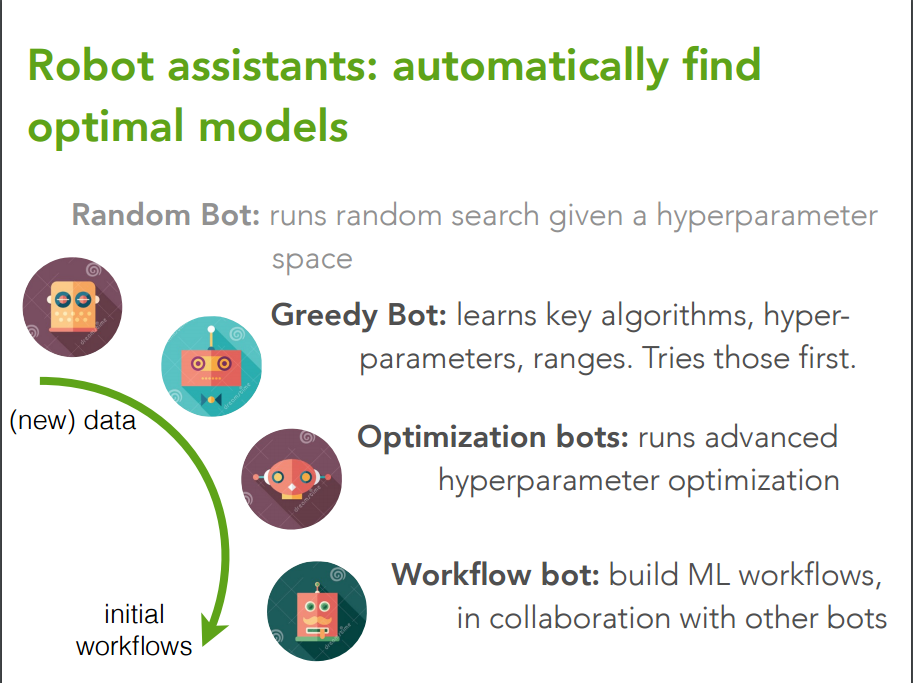 Robot assistants: automatically find
optimal models
Random Bot: runs random search given a hyperparameter
space
Greedy Bot: learns key algorithms, hyper-
parameters, ranges. Tries those first.
(new) data
Optimization bots: runs advanced
hyperparameter optimization
Workflow bot: build ML workflows,
in collaboration with other bots
initial
workflows